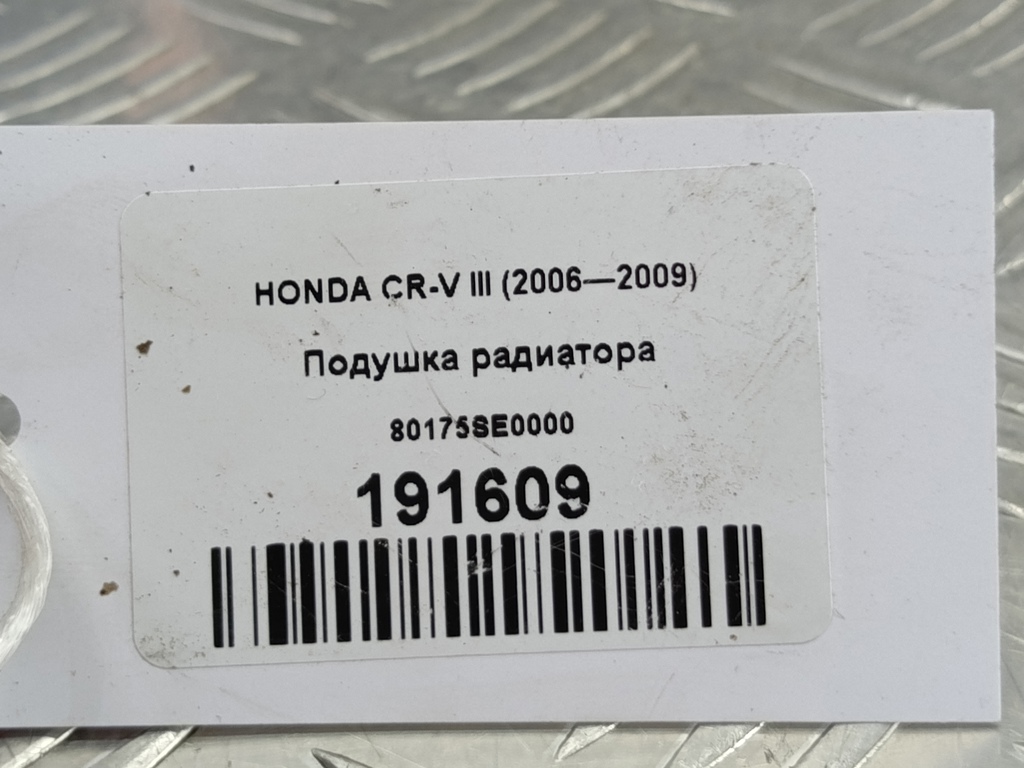 HONDA CR-V III (2006—2009)
Подушка радиатора
80175SE0000
191609